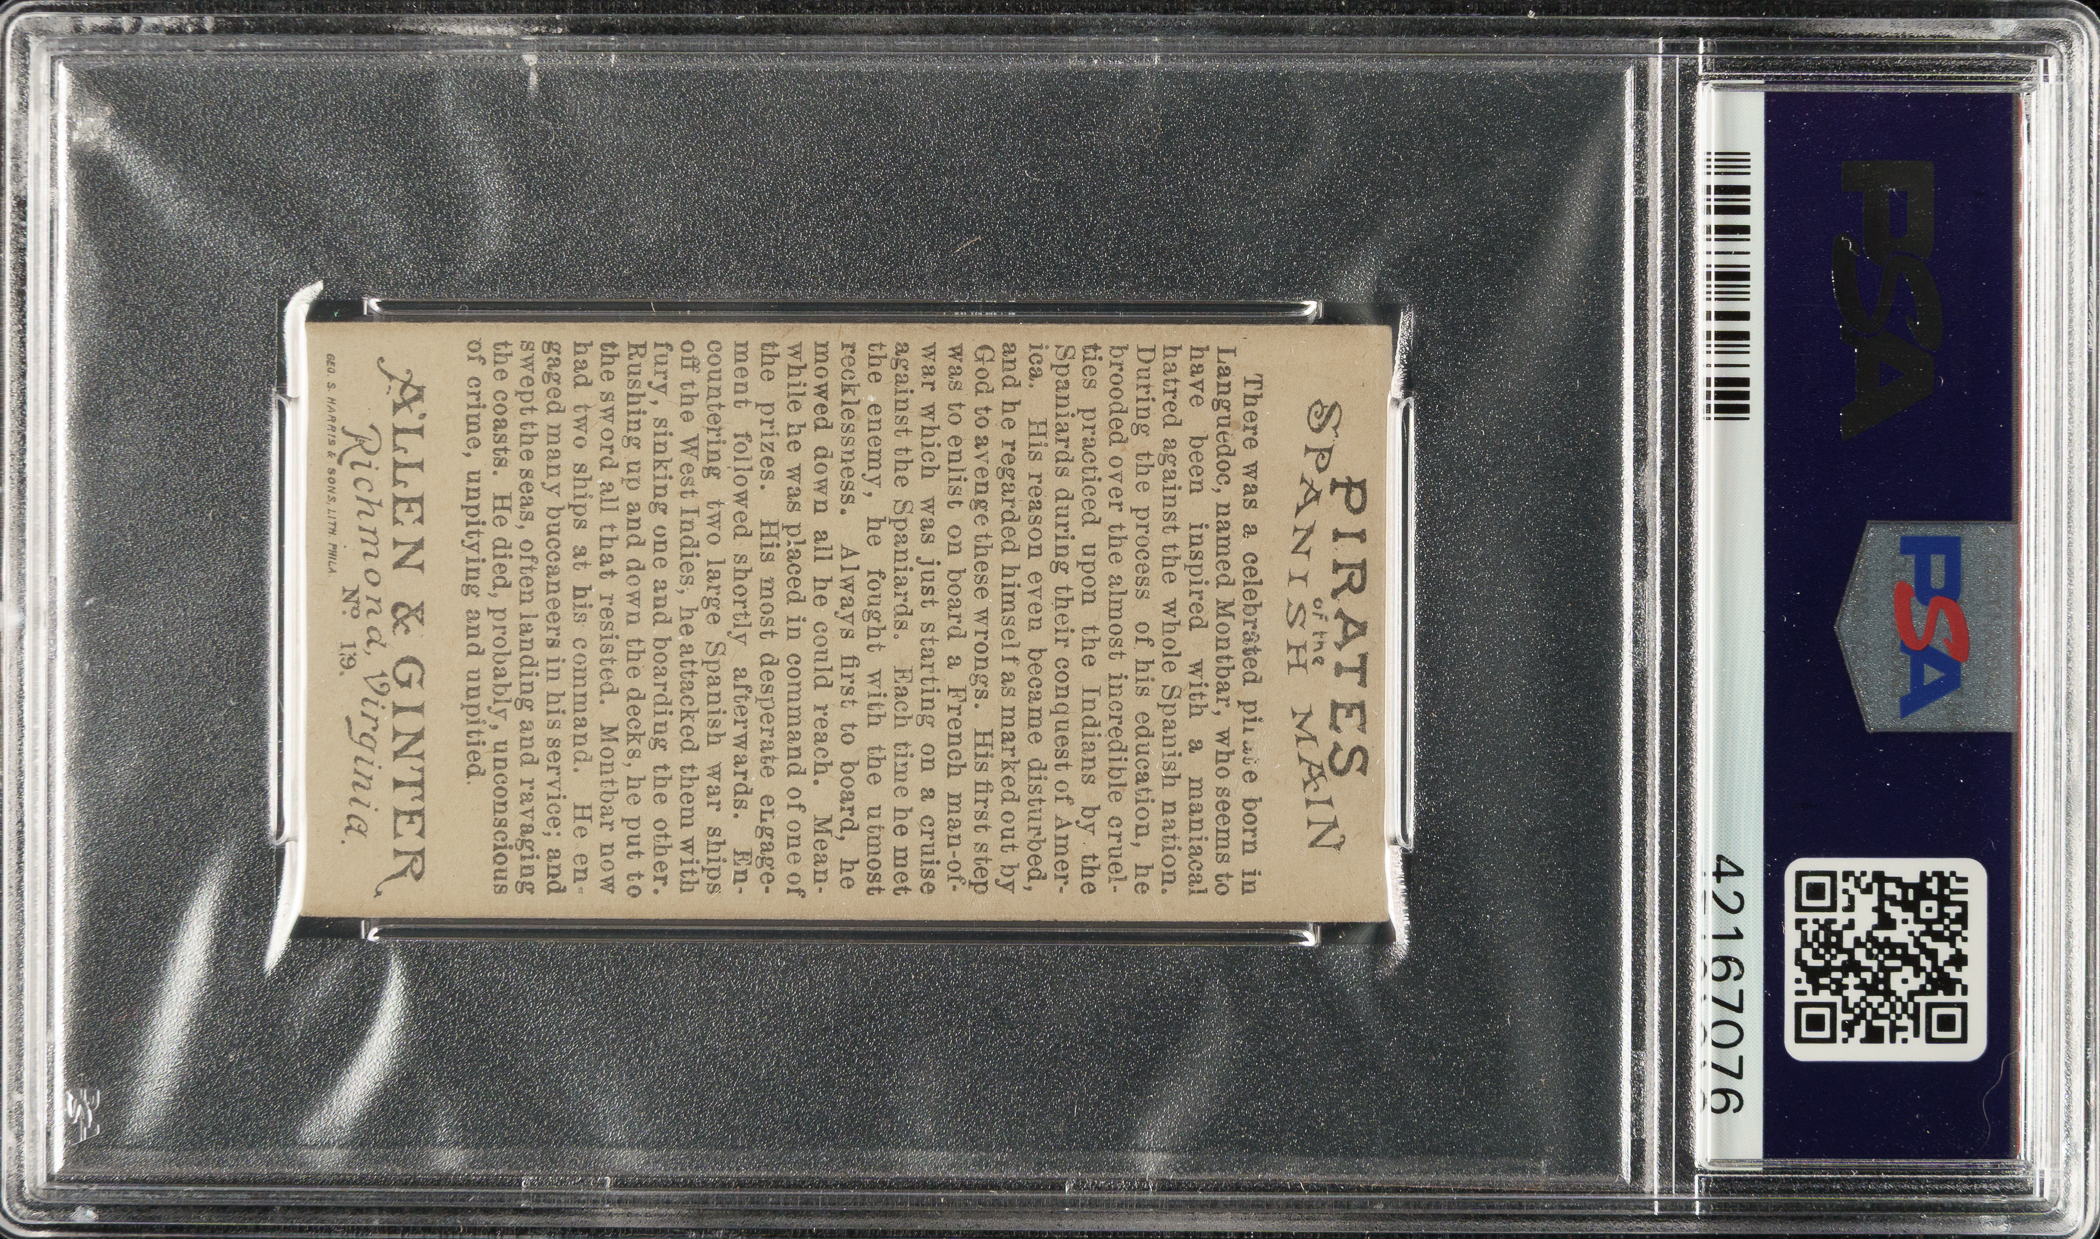 PSA
PSA
42167076
PIRATES
of the
SPANISH MAIN
There was a celebrated pirate born in
Languedoc, named Montbar, who seems to
have been inspired with a maniacal
hatred against the whole Spanish nation.
During the process of his education, he
brooded over the almost incredible cruel-
ties practiced upon the Indians by the
Spaniards during their conquest of Amer-
ica. His reason even became disturbed,
and he regarded himself as marked out by
God to avenge these wrongs. His first step
was to enlist on board a French man-of-
war which was just starting on a cruise
against the Spaniards. Each time he met
the enemy, he fought with the utmost
recklessness. Always first to board, he
mowed down all he could reach. Mean-
while he was placed in command of one of
the prizes. His most desperate engage-
ment followed shortly afterwards. En-
countering two large Spanish war ships
off the West Indies, he attacked them with
fury, sinking one and boarding the other.
Rushing up and down the decks, he put to
the sword all that resisted. Montbar now
had two ships at his command. He en-
gaged many buccaneers in his service; and
swept the seas, often landing and ravaging
the coasts. He died, probably, unconscious
of crime, unpitying and unpitied.
ALLEN & GINTER
Richmond, Virginia.
No. 19.
GEO. S. HARRIS & SONS, LITH. PHILA.